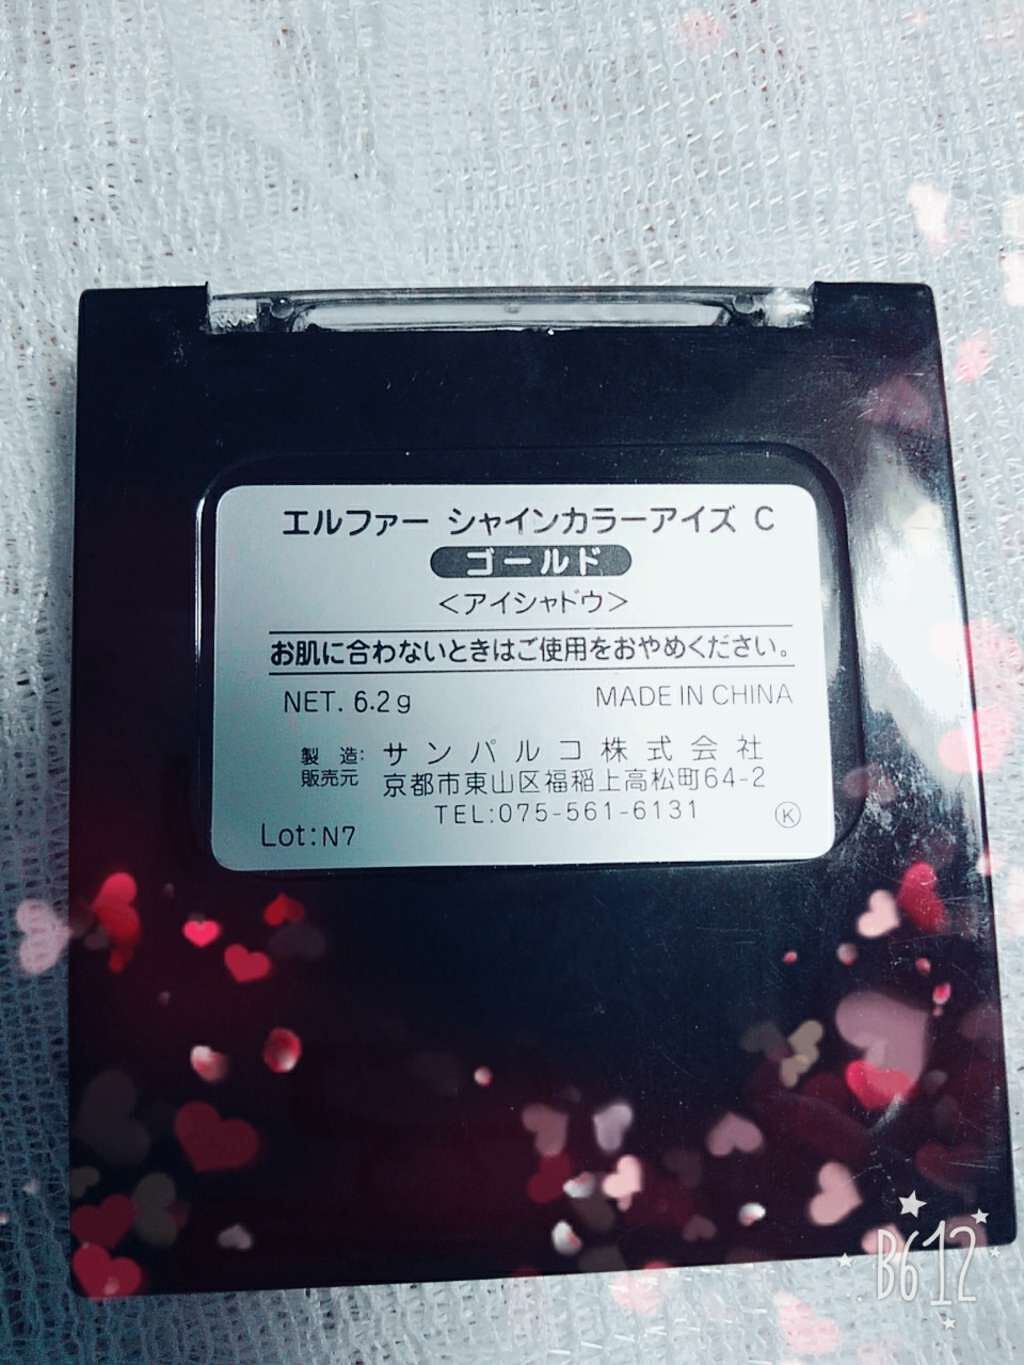 エルファー シャインカラーアイズ C
ゴールド
<アイシャドウ>
お肌に合わないときはご使用をおやめください。
NET. 6.2g MADE IN CHINA
製造: サンパルコ株式会社
販売元 京都市東山区福稲上高松町64-2
TEL:075-561-6131
Lot:N7 Ⓚ
B612